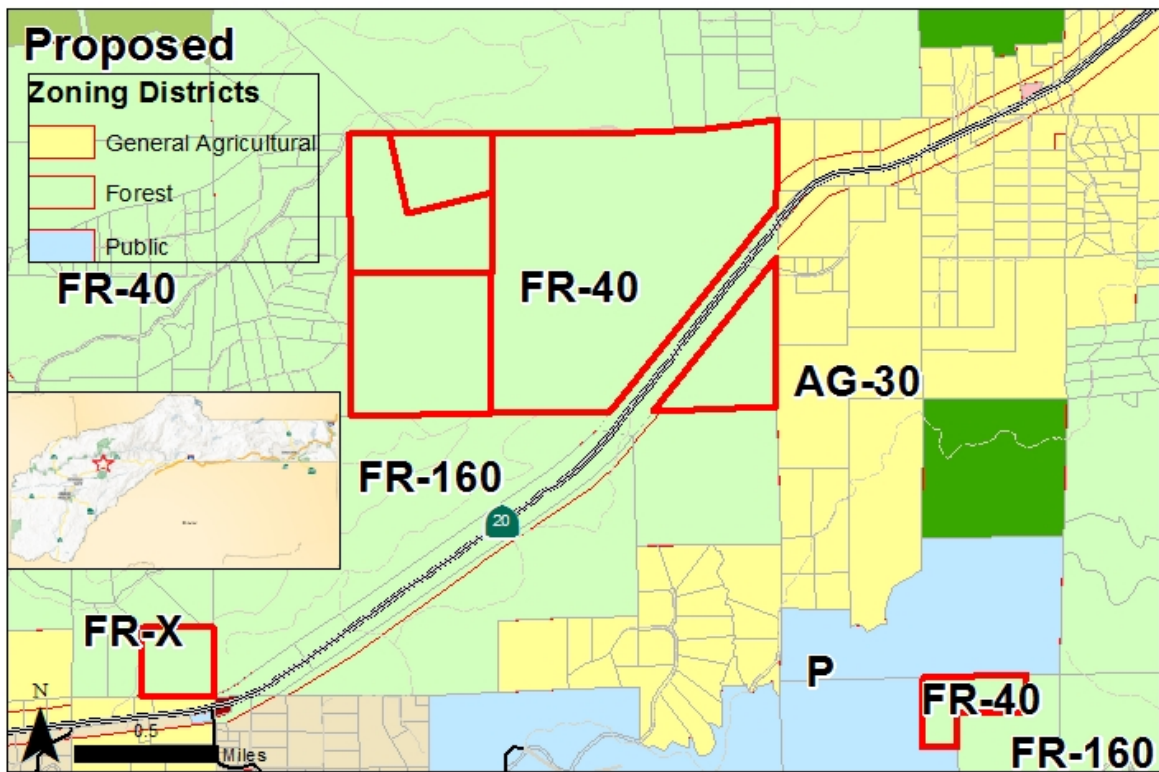 Proposed
Zoning Districts
General Agricultural
Forest
Public
FR-40
FR-40
AG-30
FR-160
20
FR-X
P
FR-40
FR-160
N
0.5
Miles